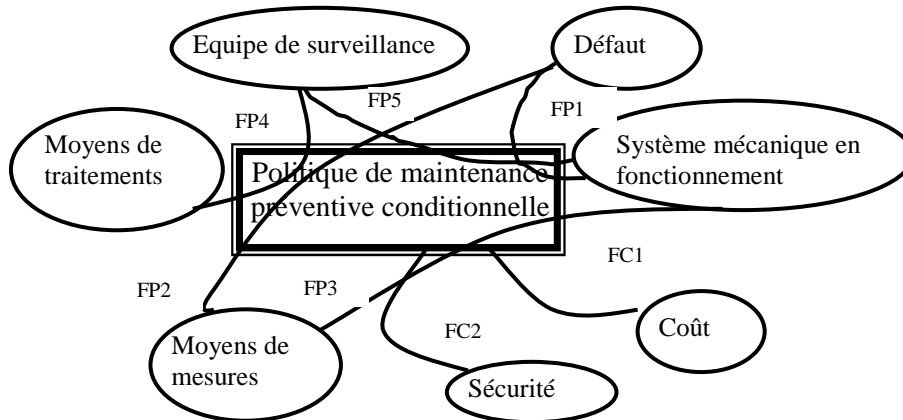 Equipe de surveillance
Défaut
FP5
FP1
FP4
Moyens de
traitements
Système mécanique en
fonctionnement
Politique de maintenance
préventive conditionnelle
FC1
FP2
FP3
FC2
Coût
Moyens de
mesures
Sécurité